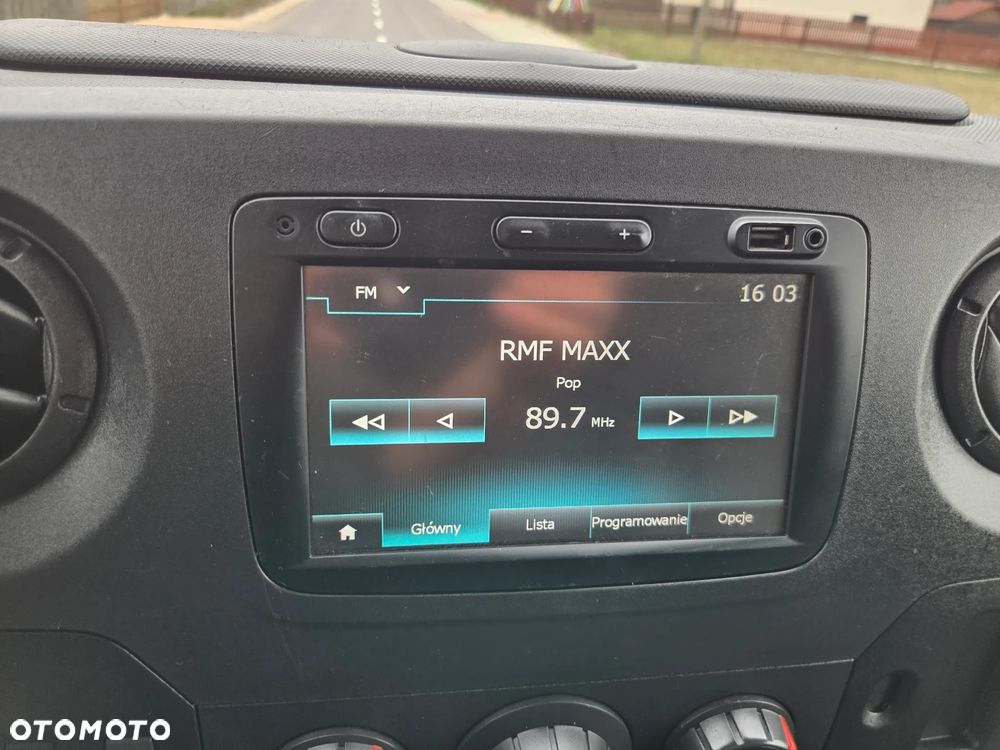 FM
16 03
RMF MAXX
Pop
89.7 MHz
Główny
Lista
Programowanie
Opcje
OTOMOTO